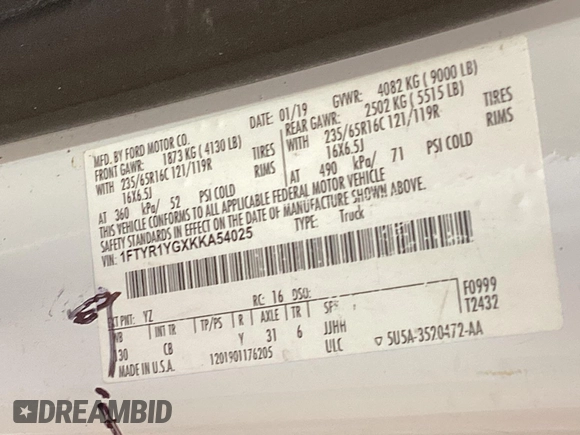 MFD. BY FORD MOTOR CO.
DATE: 01/19
GVWR: 4082 KG ( 9000 LB)
FRONT GAWR: 1873 KG ( 4130 LB)
REAR GAWR: 2502 KG ( 5515 LB)
WITH 235/65R16C 121/119R TIRES
WITH 235/65R16C 121/119R TIRES
16X6.5J RIMS
16X6.5J RIMS
AT 360 kPa/ 52 PSI COLD
AT 490 kPa/ 71 PSI COLD
THIS VEHICLE CONFORMS TO ALL APPLICABLE FEDERAL MOTOR VEHICLE
SAFETY STANDARDS IN EFFECT ON THE DATE OF MANUFACTURE SHOWN ABOVE.
VIN: 1FTYR1YGXKKA54025
TYPE: Truck
F0999
T2432
EXT PNT: YZ RC: 16 DSO:
WB INT TR TP/PS R AXLE TR SPR
130 CB Y 31 6 JJHH
ULC
MADE IN U.S.A. 1201901176205
5U5A-3520472-AA
DREAMBID